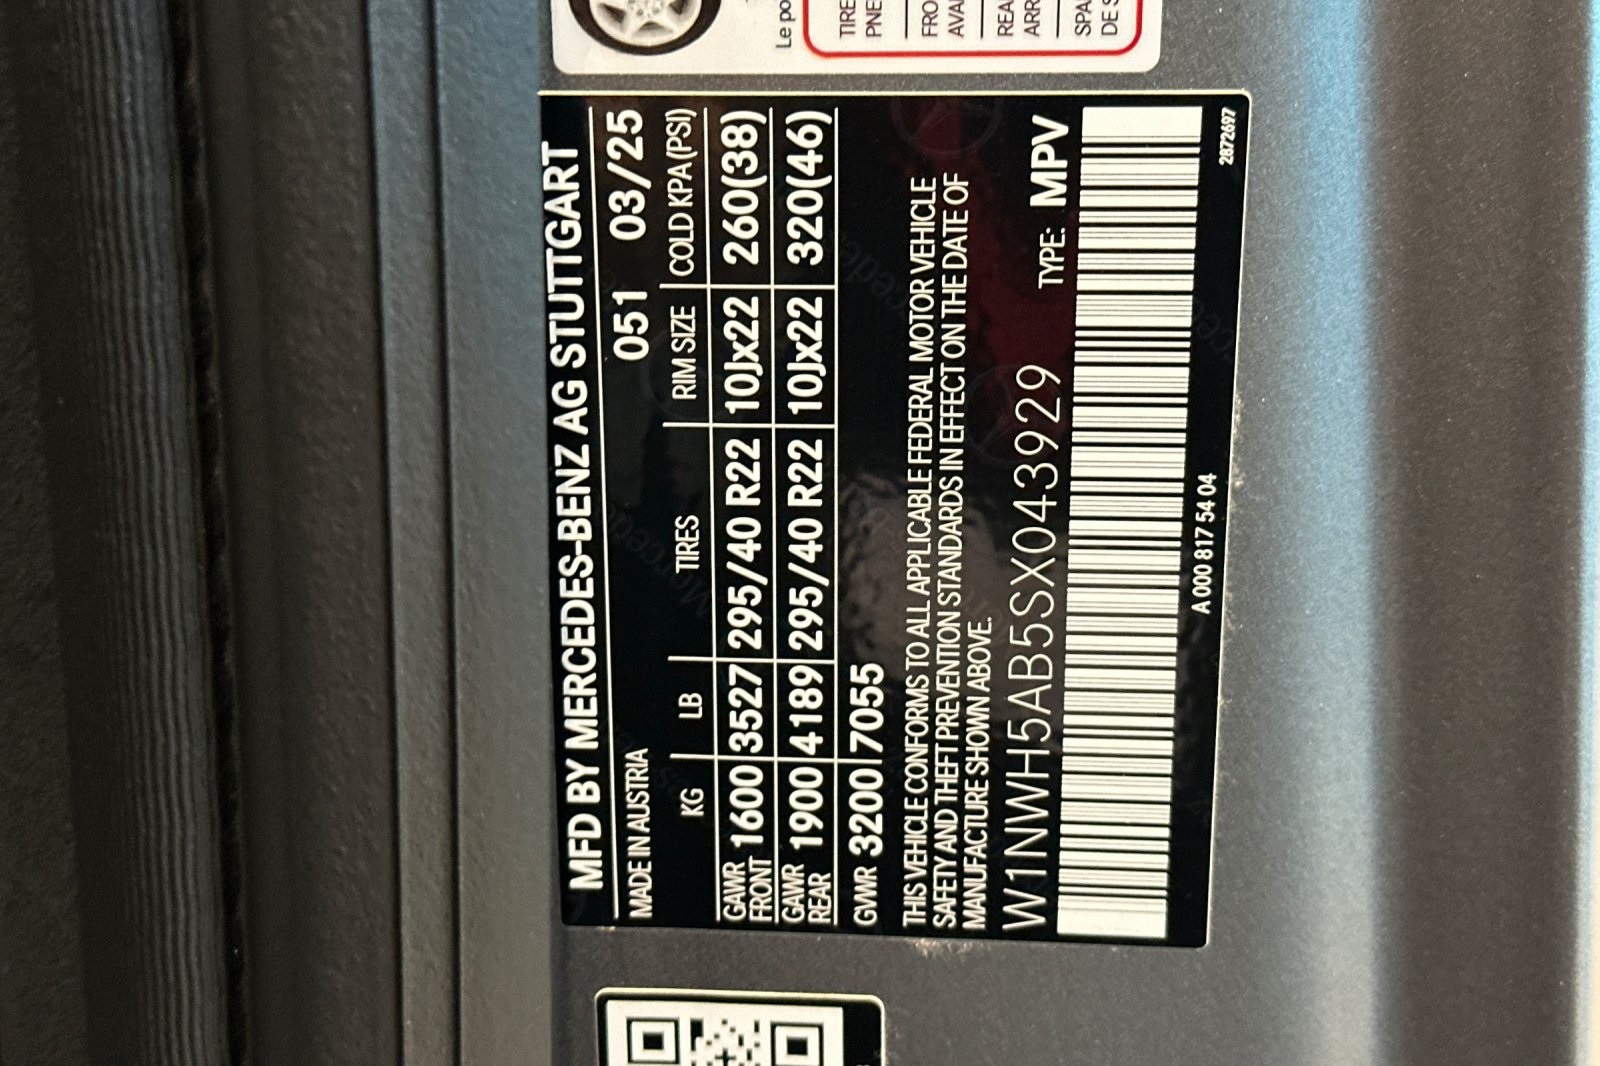 MFD BY MERCEDES-BENZ AG STUTTGART
MADE IN AUSTRIA 051 03/25
KG LB TIRES RIM SIZE COLD KPA(PSI)
GAWR FRONT 1600 3527 295/40 R22 10Jx22 260(38)
GAWR REAR 1900 4189 295/40 R22 10Jx22 320(46)
GVWR 3200 7055
THIS VEHICLE CONFORMS TO ALL APPLICABLE FEDERAL MOTOR VEHICLE
SAFETY AND THEFT PREVENTION STANDARDS IN EFFECT ON THE DATE OF
MANUFACTURE SHOWN ABOVE.
W1NWH5AB5SX043929 TYPE: MPV
A 000 817 54 04
2872697
Le
TIRE